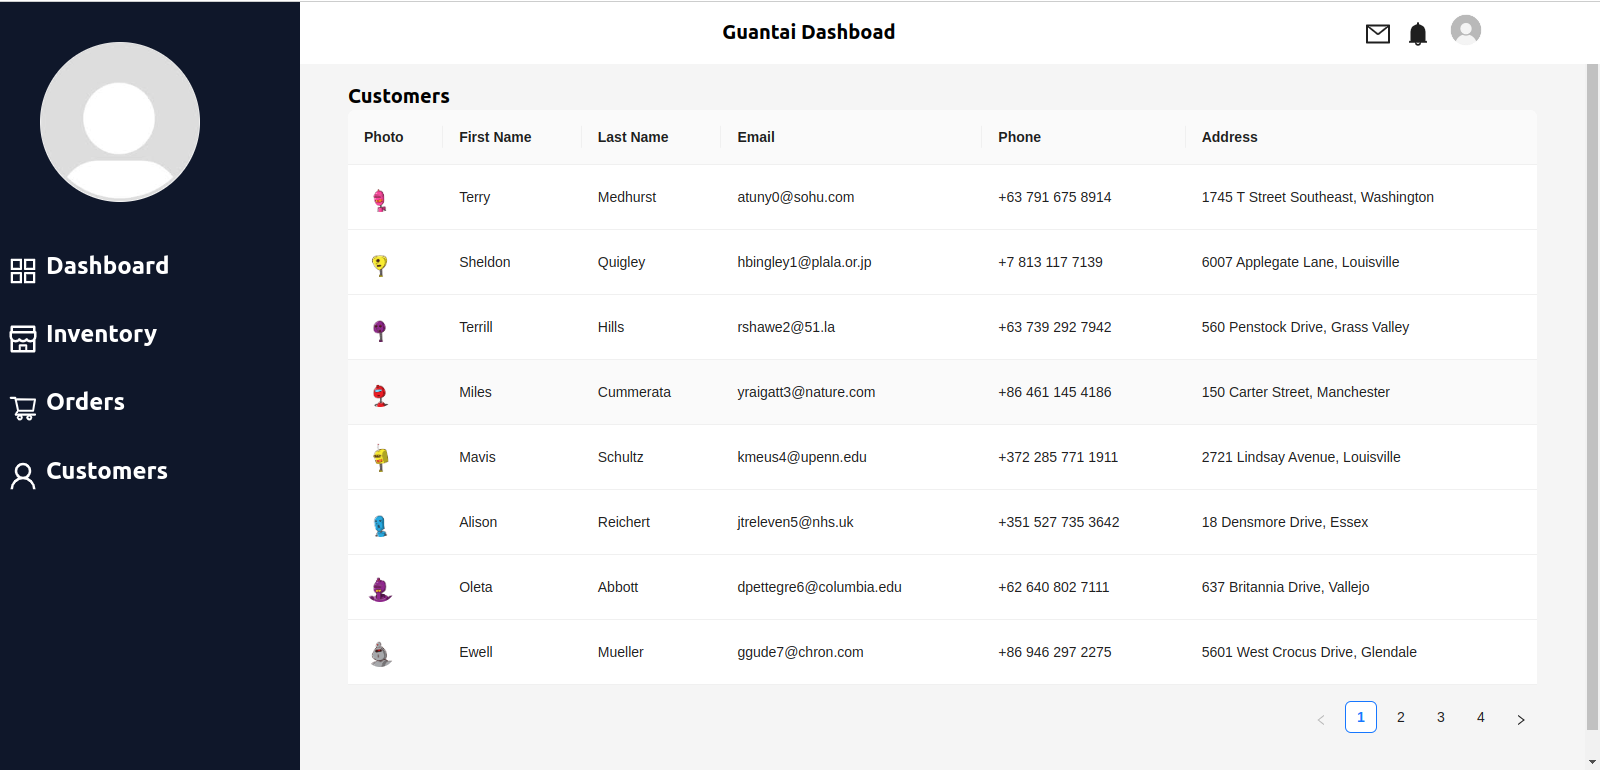 Guantai Dashboad
Dashboard
Inventory
Orders
Customers
Customers
Photo First Name Last Name Email Phone Address
Terry Medhurst atuny0@sohu.com +63 791 675 8914 1745 T Street Southeast, Washington
Sheldon Quigley hbingley1@plala.or.jp +7 813 117 7139 6007 Applegate Lane, Louisville
Terrill Hills rshawe2@51.la +63 739 292 7942 560 Penstock Drive, Grass Valley
Miles Cummerata yraigatt3@nature.com +86 461 145 4186 150 Carter Street, Manchester
Mavis Schultz kmeus4@upenn.edu +372 285 771 1911 2721 Lindsay Avenue, Louisville
Alison Reichert jtreleven5@nhs.uk +351 527 735 3642 18 Densmore Drive, Essex
Oleta Abbott dpettegre6@columbia.edu +62 640 802 7111 637 Britannia Drive, Vallejo
Ewell Mueller ggude7@chron.com +86 946 297 2275 5601 West Crocus Drive, Glendale
< 1 2 3 4 >